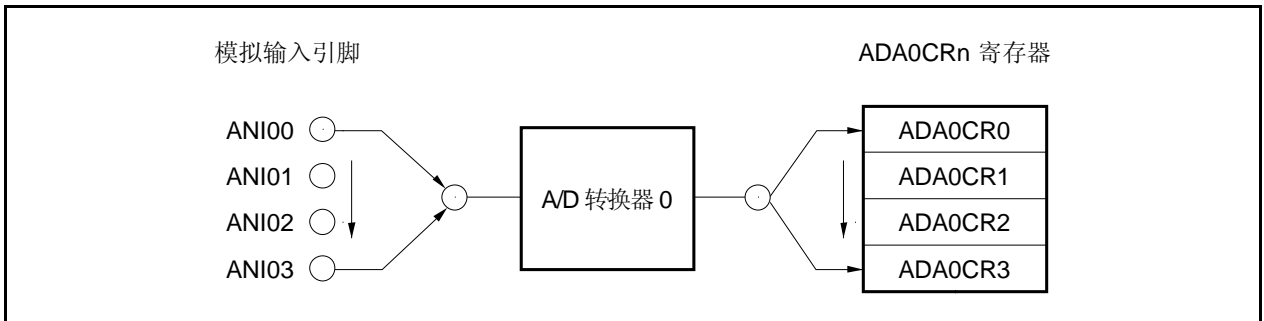 模拟输入引脚
ADA0CRn 寄存器
ANI00
ANI01
ANI02
ANI03
A/D 转换器 0
ADA0CR0
ADA0CR1
ADA0CR2
ADA0CR3